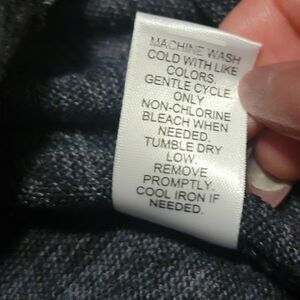 MACHINE WASH
COLD WITH LIKE
COLORS.
GENTLE CYCLE
ONLY
NON-CHLORINE
BLEACH WHEN
NEEDED.
TUMBLE DRY
LOW.
REMOVE
PROMPTLY.
COOL IRON IF
NEEDED.